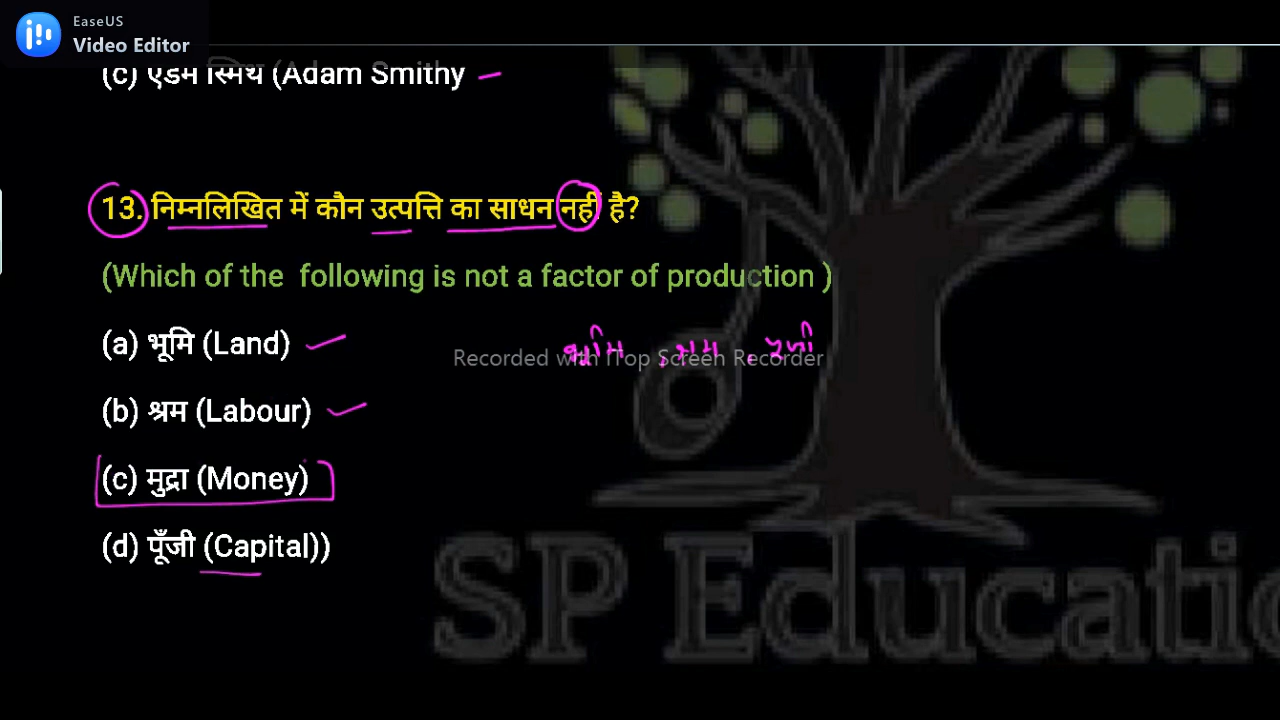 EaseUS
Video Editor
(c) एडम स्मिथ (Adam Smithy
13. निम्नलिखित में कौन उत्पत्ति का साधन नहीं है?
(Which of the following is not a factor of production )
(a) भूमि (Land)
भूमि , श्रम , पूँजी
Recorded with iTop Screen Recorder
(b) श्रम (Labour)
(c) मुद्रा (Money)
(d) पूँजी (Capital))
SP Educatio